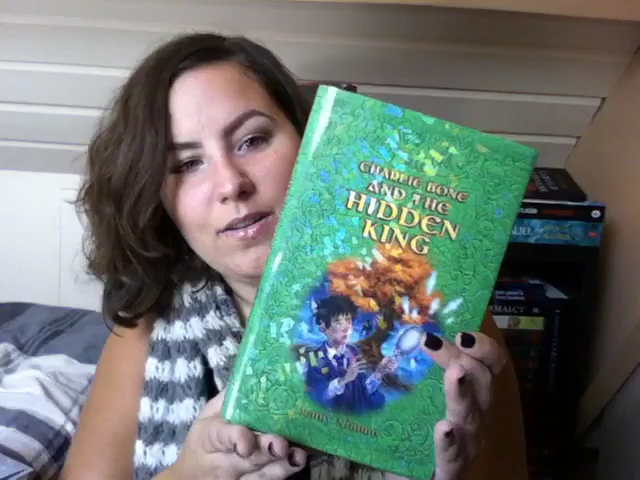 CHARLIE BONE
AND THE
HIDDEN
KING
Jenny Nimmo